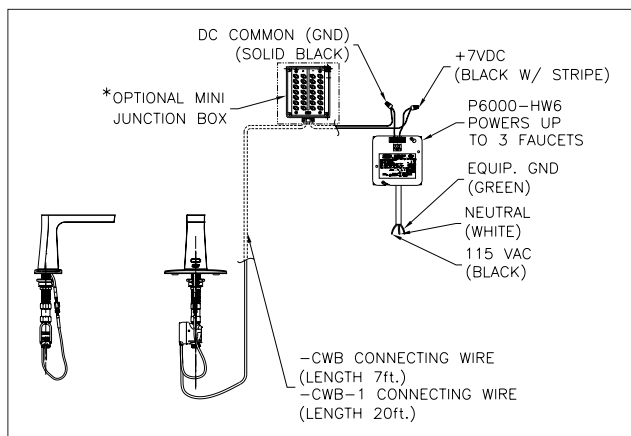 DC COMMON (GND)
(SOLID BLACK)
+7VDC
(BLACK W/ STRIPE)
*OPTIONAL MINI
JUNCTION BOX
P6000-HW6
POWERS UP
TO 3 FAUCETS
EQUIP. GND
(GREEN)
NEUTRAL
(WHITE)
115 VAC
(BLACK)
-CWB CONNECTING WIRE
(LENGTH 7ft.)
-CWB-1 CONNECTING WIRE
(LENGTH 20ft.)